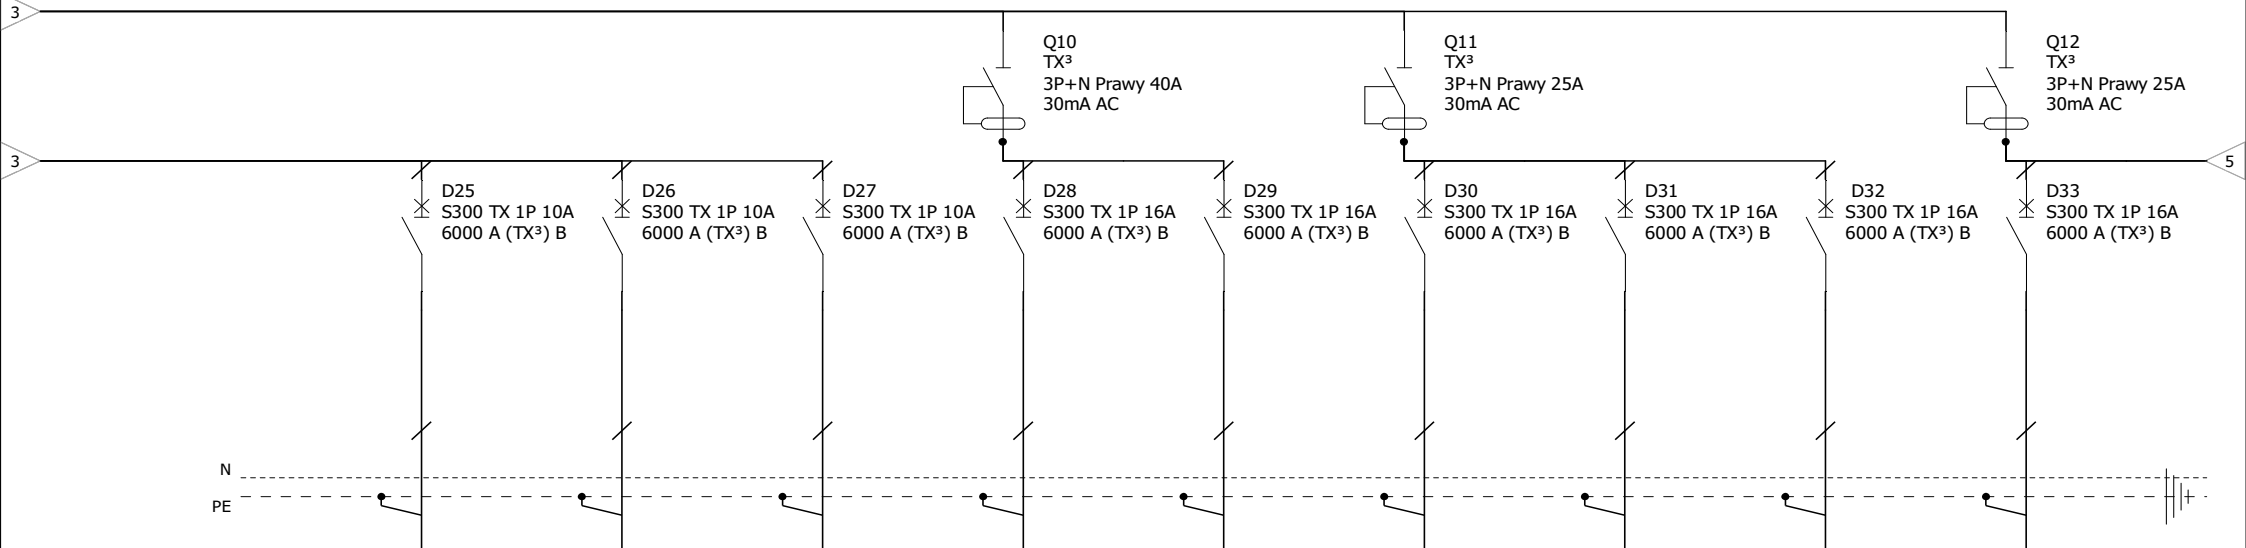 3
Q10
TX³
3P+N Prawy 40A
30mA AC
Q11
TX³
3P+N Prawy 25A
30mA AC
Q12
TX³
3P+N Prawy 25A
30mA AC
3
5
D25
S300 TX 1P 10A
6000 A (TX³) B
D26
S300 TX 1P 10A
6000 A (TX³) B
D27
S300 TX 1P 10A
6000 A (TX³) B
D28
S300 TX 1P 16A
6000 A (TX³) B
D29
S300 TX 1P 16A
6000 A (TX³) B
D30
S300 TX 1P 16A
6000 A (TX³) B
D31
S300 TX 1P 16A
6000 A (TX³) B
D32
S300 TX 1P 16A
6000 A (TX³) B
D33
S300 TX 1P 16A
6000 A (TX³) B
N
PE